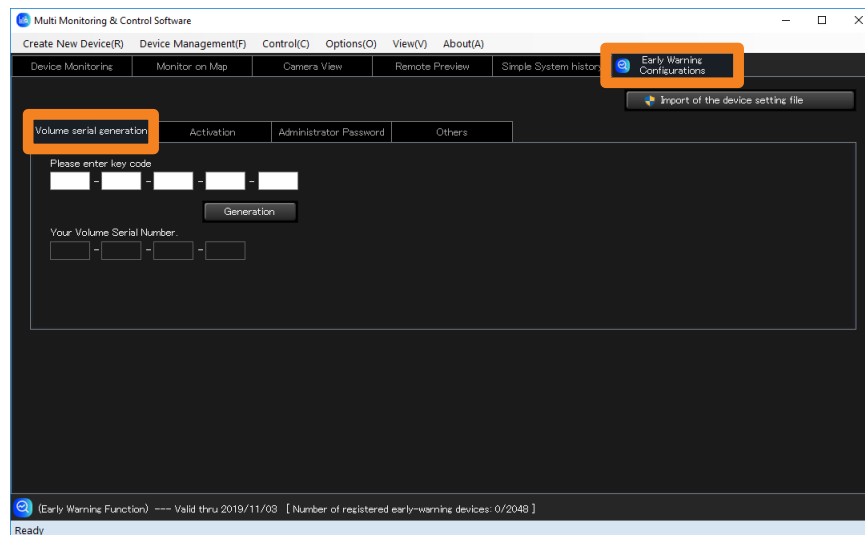 Multi Monitoring & Control Software
Create New Device(R) Device Management(F) Control(C) Options(O) View(V) About(A)
Device Monitoring Monitor on Map Camera View Remote Preview Simple System history Early Warning Configurations
Import of the device setting file
Volume serial generation Activation Administrator Password Others
Please enter key code
- - - -
Generation
Your Volume Serial Number.
- - -
(Early Warning Function) --- Valid thru 2019/11/03 [ Number of registered early-warning devices: 0/2048 ]
Ready